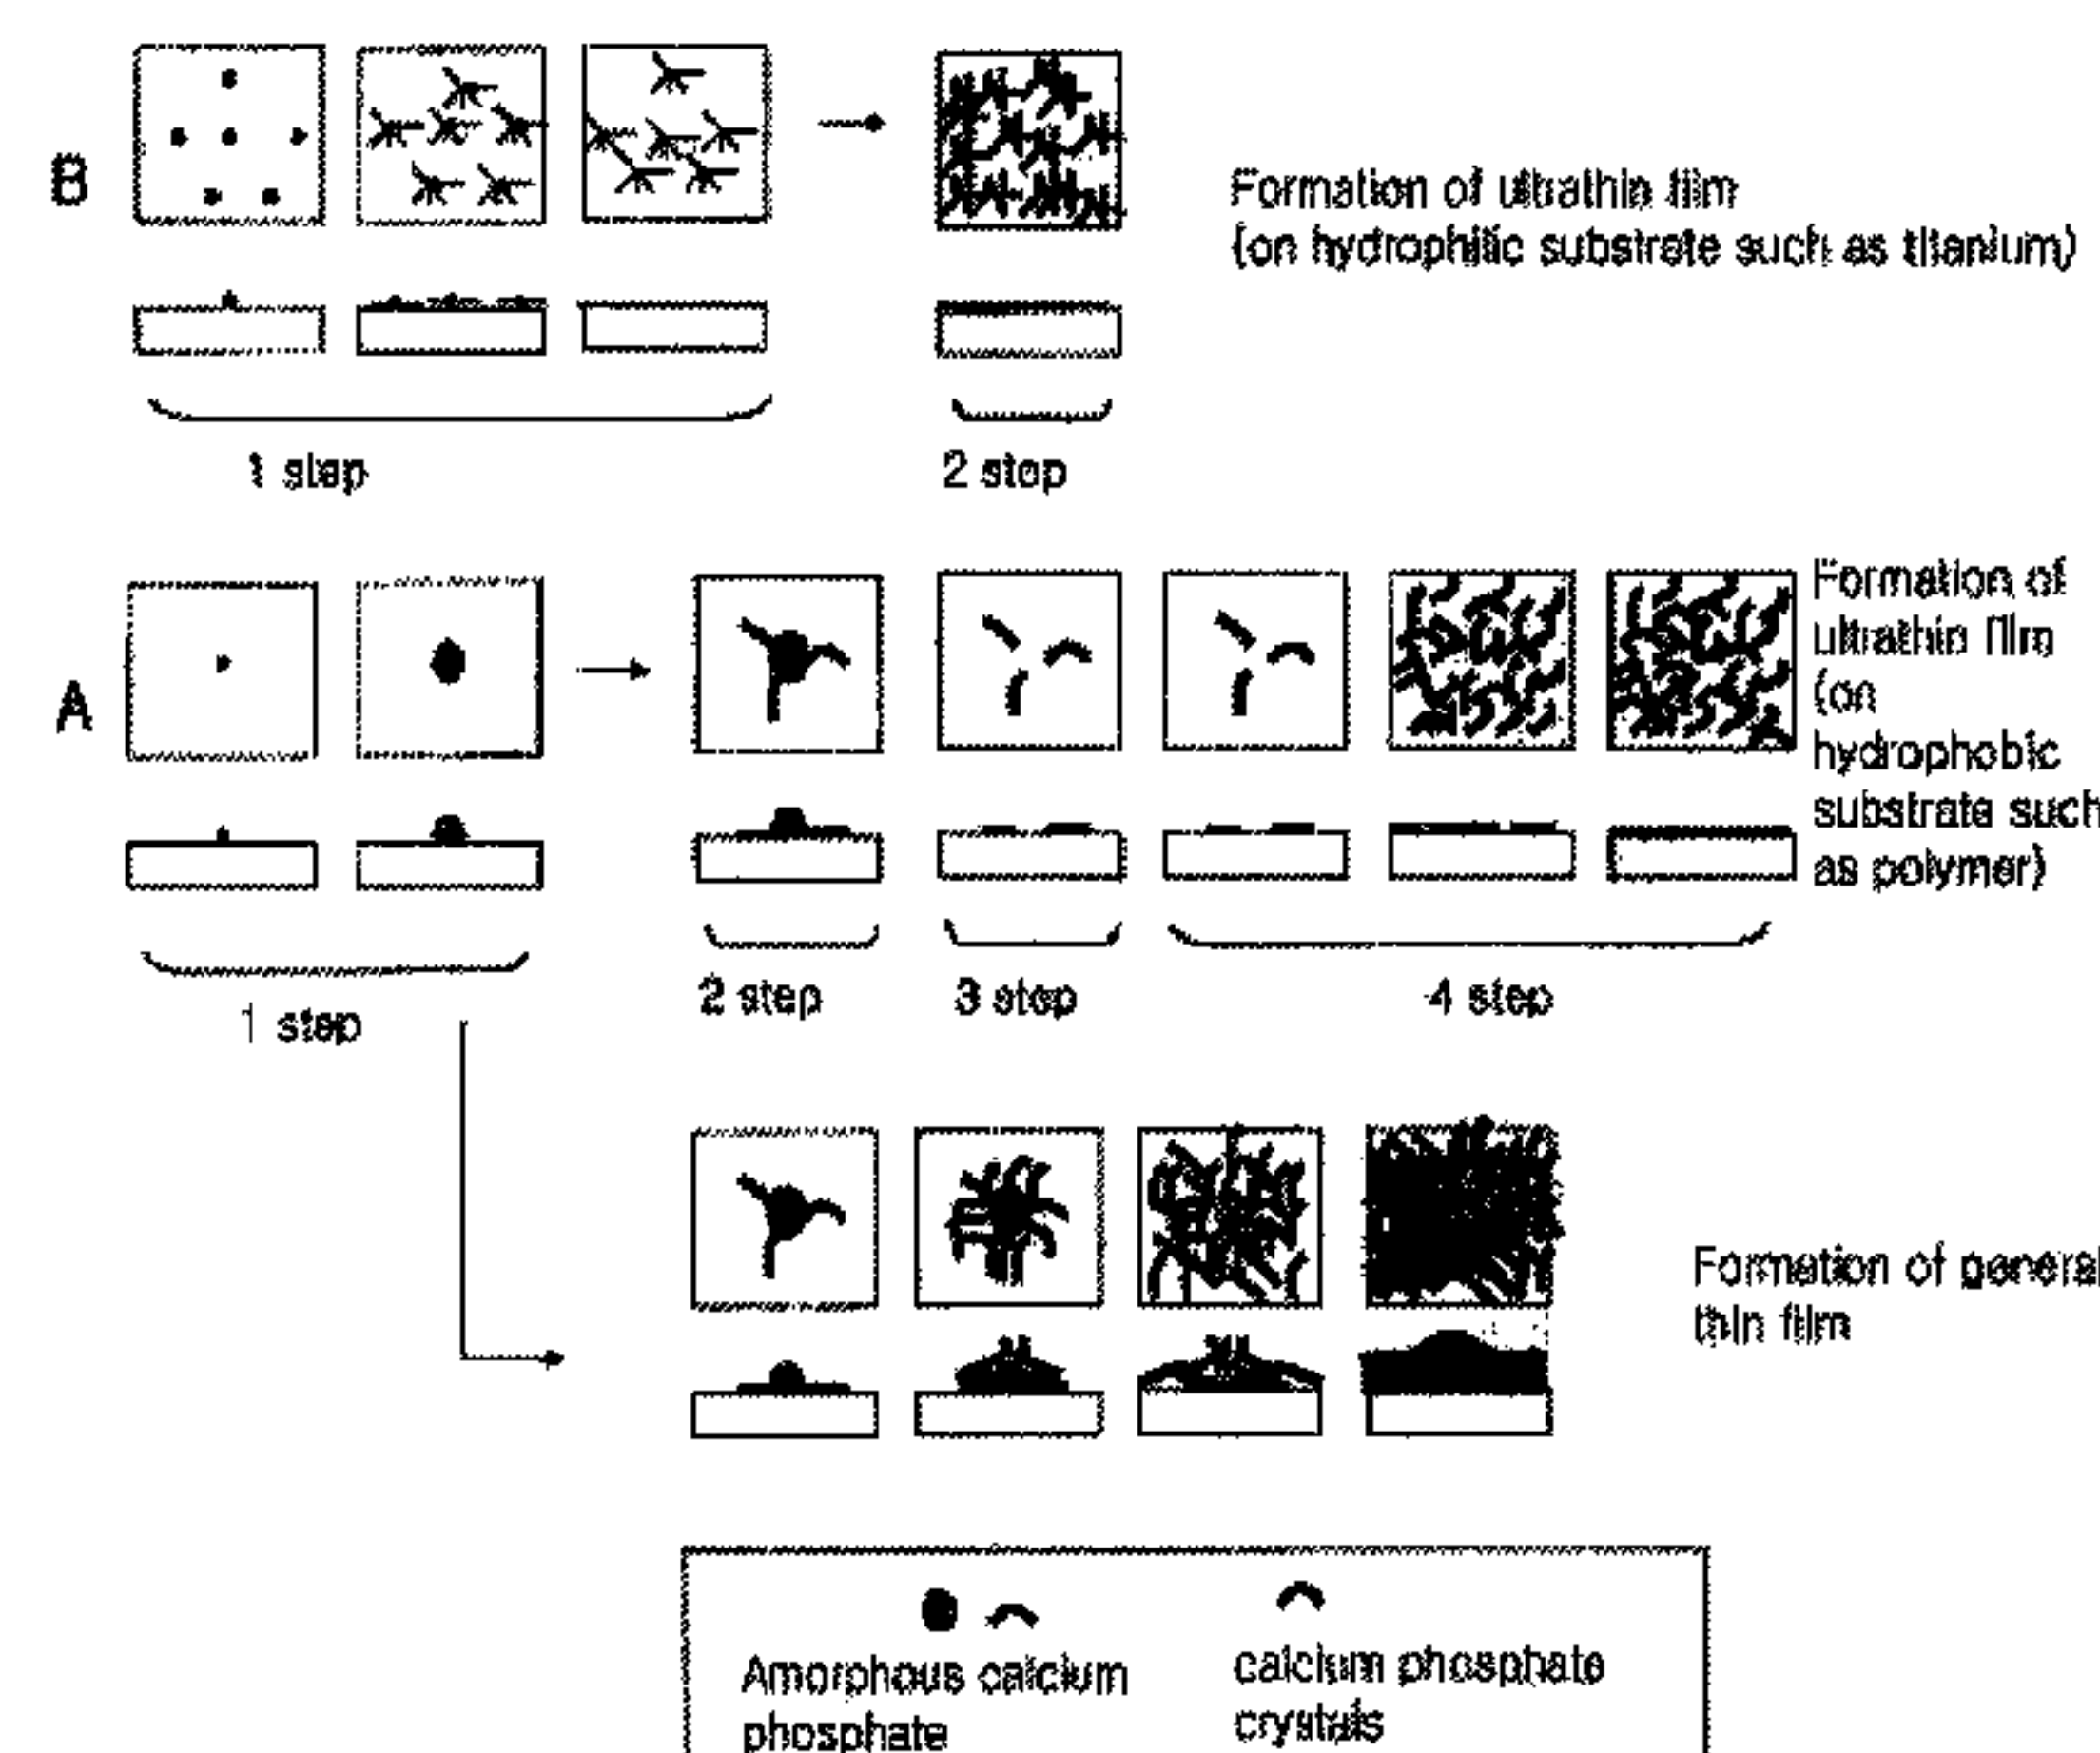 B
Formation of ultrathin film
(on hydrophilic substrate such as titanium)
1 step
2 step
A
Formation of
ultrathin film
(on
hydrophobic
substrate such
as polymer)
1 step
2 step
3 step
4 step
Formation of general
thin film
Amorphous calcium
phosphate
calcium phosphate
crystals